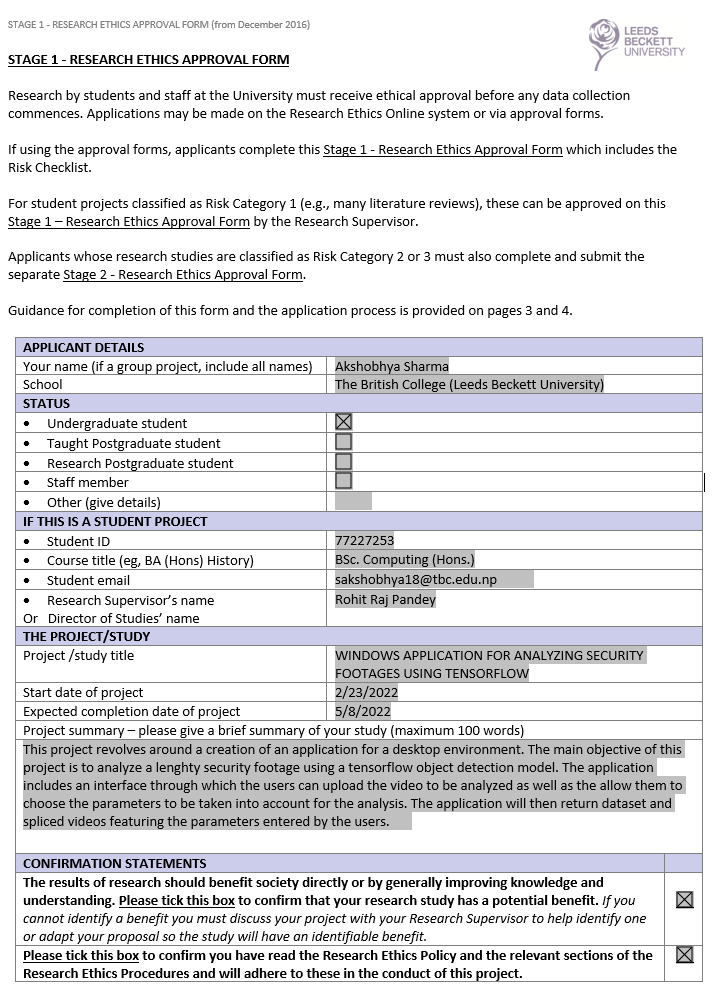 STAGE 1 - RESEARCH ETHICS APPROVAL FORM (from December 2016)
LEEDS
BECKETT
UNIVERSITY
STAGE 1 - RESEARCH ETHICS APPROVAL FORM
Research by students and staff at the University must receive ethical approval before any data collection
commences. Applications may be made on the Research Ethics Online system or via approval forms.
If using the approval forms, applicants complete this Stage 1 - Research Ethics Approval Form which includes the
Risk Checklist.
For student projects classified as Risk Category 1 (e.g., many literature reviews), these can be approved on this
Stage 1 – Research Ethics Approval Form by the Research Supervisor.
Applicants whose research studies are classified as Risk Category 2 or 3 must also complete and submit the
separate Stage 2 - Research Ethics Approval Form.
Guidance for completion of this form and the application process is provided on pages 3 and 4.
APPLICANT DETAILS
Your name (if a group project, include all names) Akshobhya Sharma
School The British College (Leeds Beckett University)
STATUS
• Undergraduate student ☒
• Taught Postgraduate student ☐
• Research Postgraduate student ☐
• Staff member ☐
• Other (give details)
IF THIS IS A STUDENT PROJECT
• Student ID 77227253
• Course title (eg, BA (Hons) History) BSc. Computing (Hons.)
• Student email sakshobhya18@tbc.edu.np
• Research Supervisor's name Rohit Raj Pandey
Or Director of Studies' name
THE PROJECT/STUDY
Project /study title WINDOWS APPLICATION FOR ANALYZING SECURITY
FOOTAGES USING TENSORFLOW
Start date of project 2/23/2022
Expected completion date of project 5/8/2022
Project summary – please give a brief summary of your study (maximum 100 words)
This project revolves around a creation of an application for a desktop environment. The main objective of this
project is to analyze a lenghty security footage using a tensorflow object detection model. The application
includes an interface through which the users can upload the video to be analyzed as well as the allow them to
choose the parameters to be taken into account for the analysis. The application will then return dataset and
spliced videos featuring the parameters entered by the users.
CONFIRMATION STATEMENTS
The results of research should benefit society directly or by generally improving knowledge and
understanding. Please tick this box to confirm that your research study has a potential benefit. If you ☒
cannot identify a benefit you must discuss your project with your Research Supervisor to help identify one
or adapt your proposal so the study will have an identifiable benefit.
Please tick this box to confirm you have read the Research Ethics Policy and the relevant sections of the ☒
Research Ethics Procedures and will adhere to these in the conduct of this project.